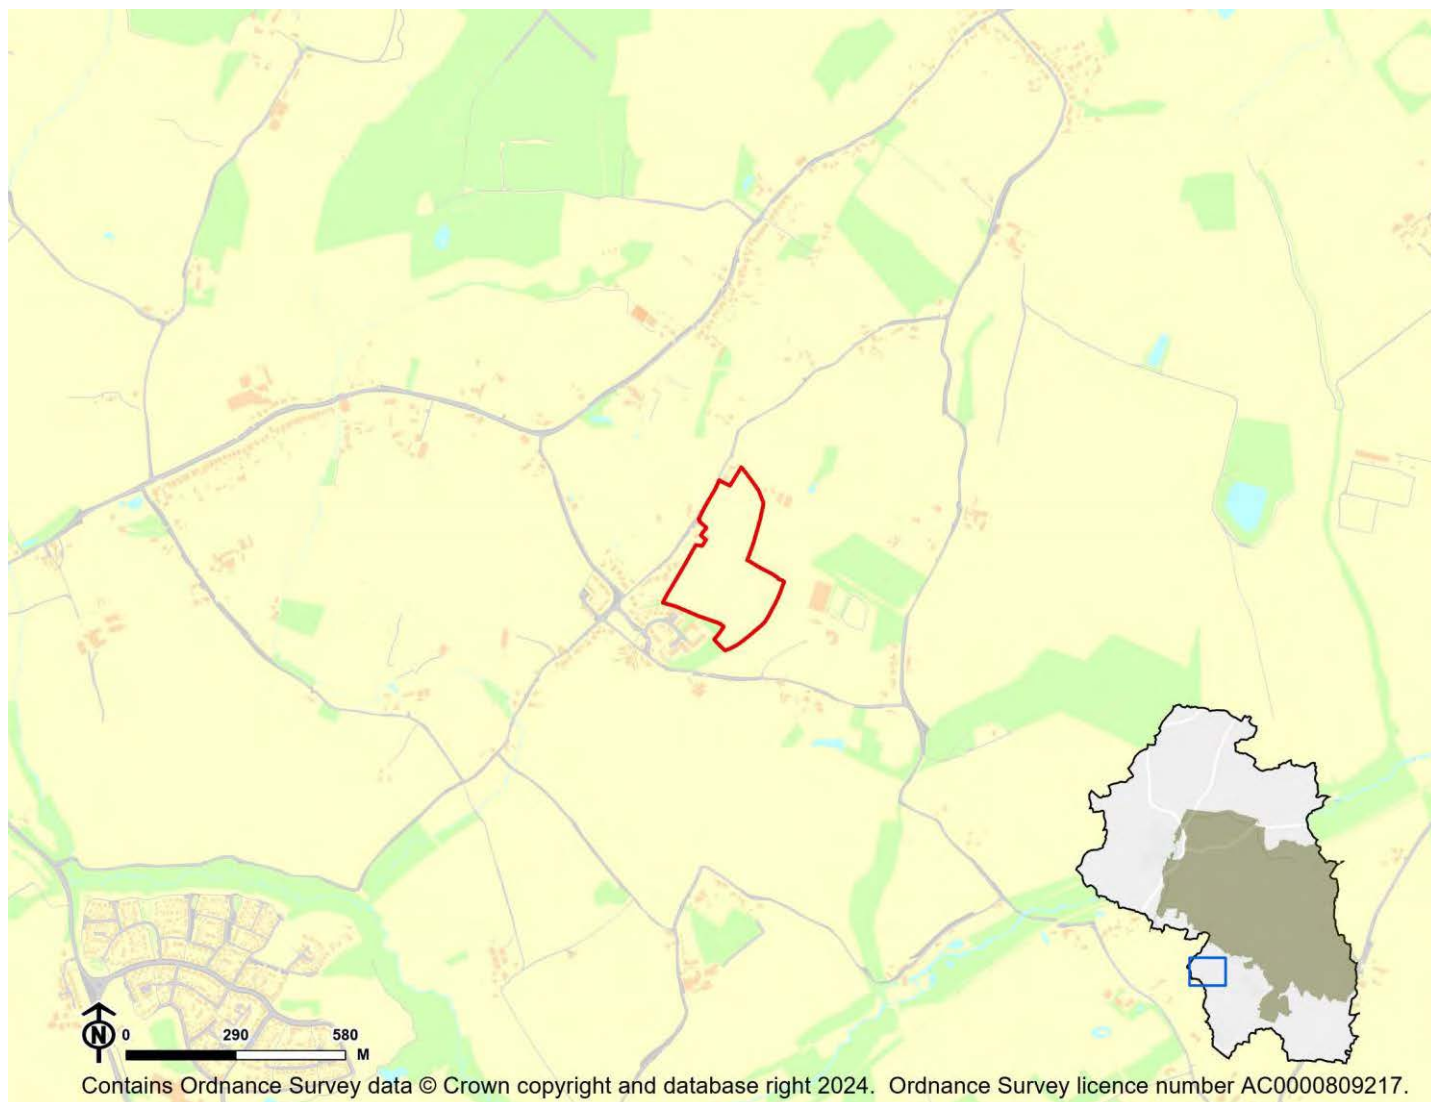 N
0 290 580
M
Contains Ordnance Survey data © Crown copyright and database right 2024. Ordnance Survey licence number AC0000809217.